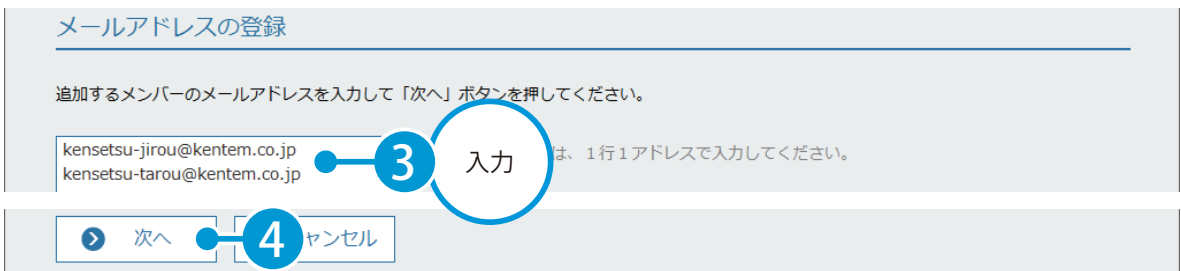 メールアドレスの登録
追加するメンバーのメールアドレスを入力して「次へ」ボタンを押してください。
kensetsu-jirou@kentem.co.jp
kensetsu-tarou@kentem.co.jp
3 入力
は、1行1アドレスで入力してください。
次へ
4
ャンセル